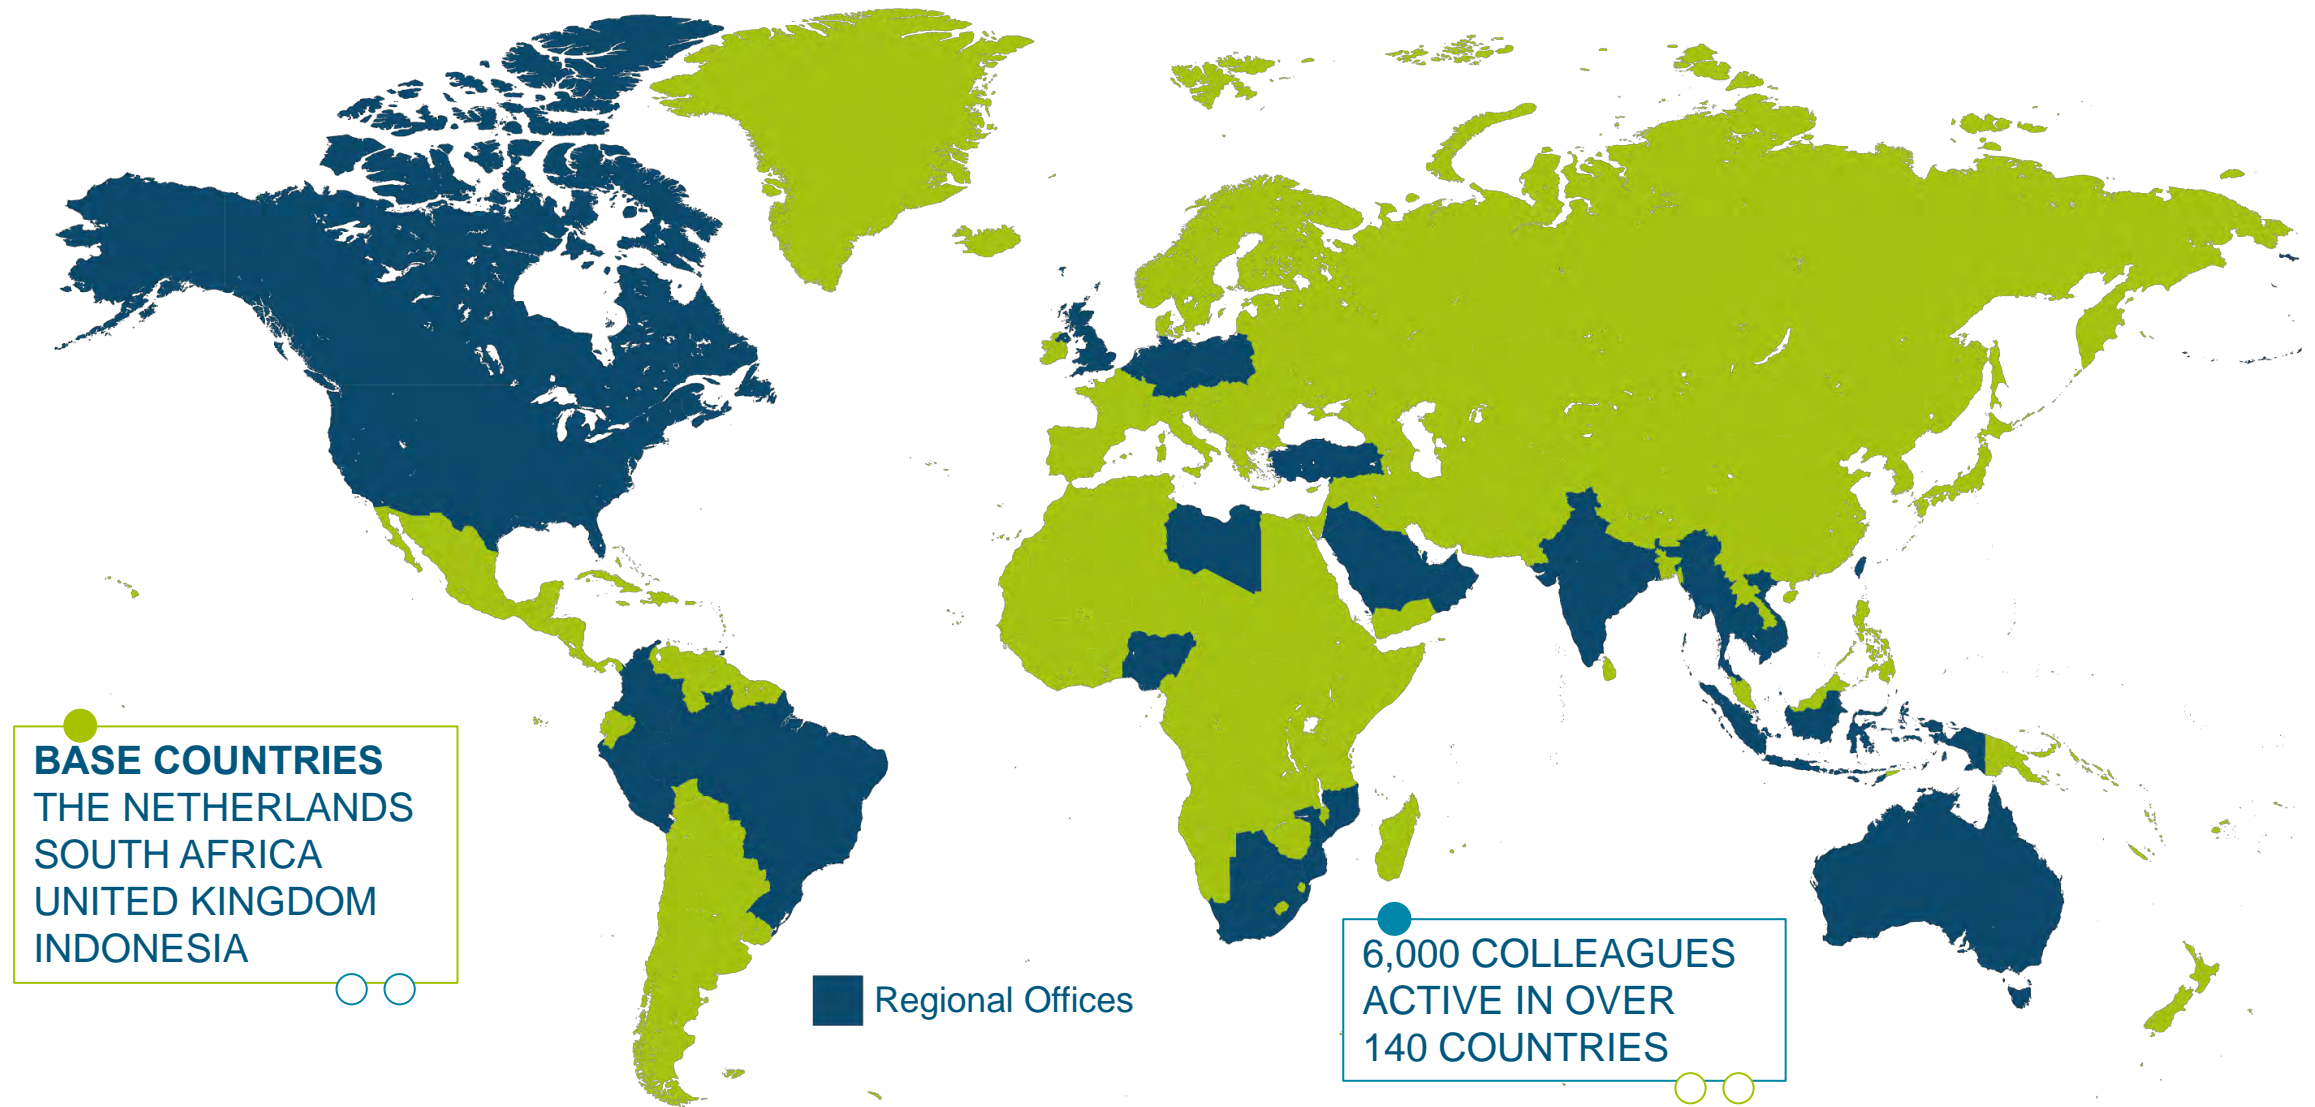 BASE COUNTRIES
THE NETHERLANDS
SOUTH AFRICA
UNITED KINGDOM
INDONESIA
Regional Offices
6,000 COLLEAGUES
ACTIVE IN OVER
140 COUNTRIES